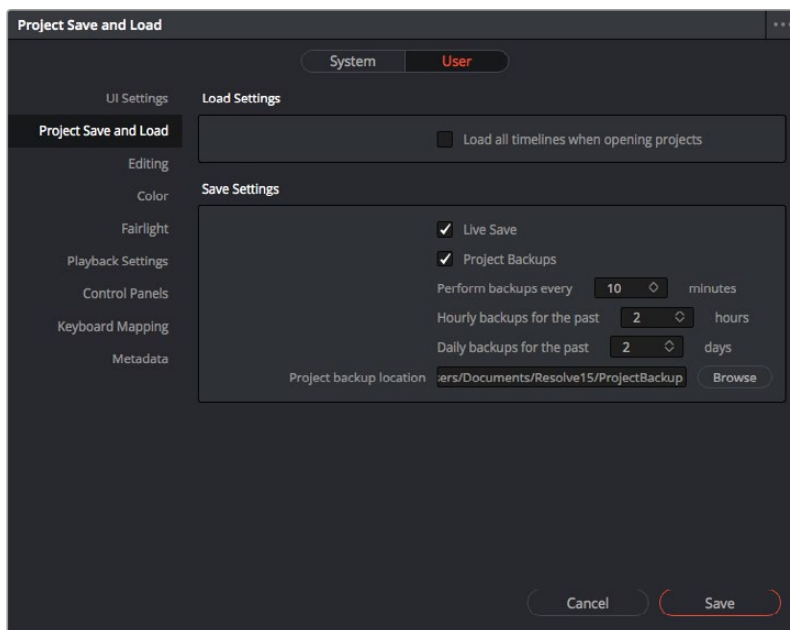 Project Save and Load
System User
UI Settings
Project Save and Load
Editing
Color
Fairlight
Playback Settings
Control Panels
Keyboard Mapping
Metadata
Load Settings
Load all timelines when opening projects
Save Settings
Live Save
Project Backups
Perform backups every 10 minutes
Hourly backups for the past 2 hours
Daily backups for the past 2 days
Project backup location ers/Documents/Resolve15/ProjectBackup Browse
Cancel Save